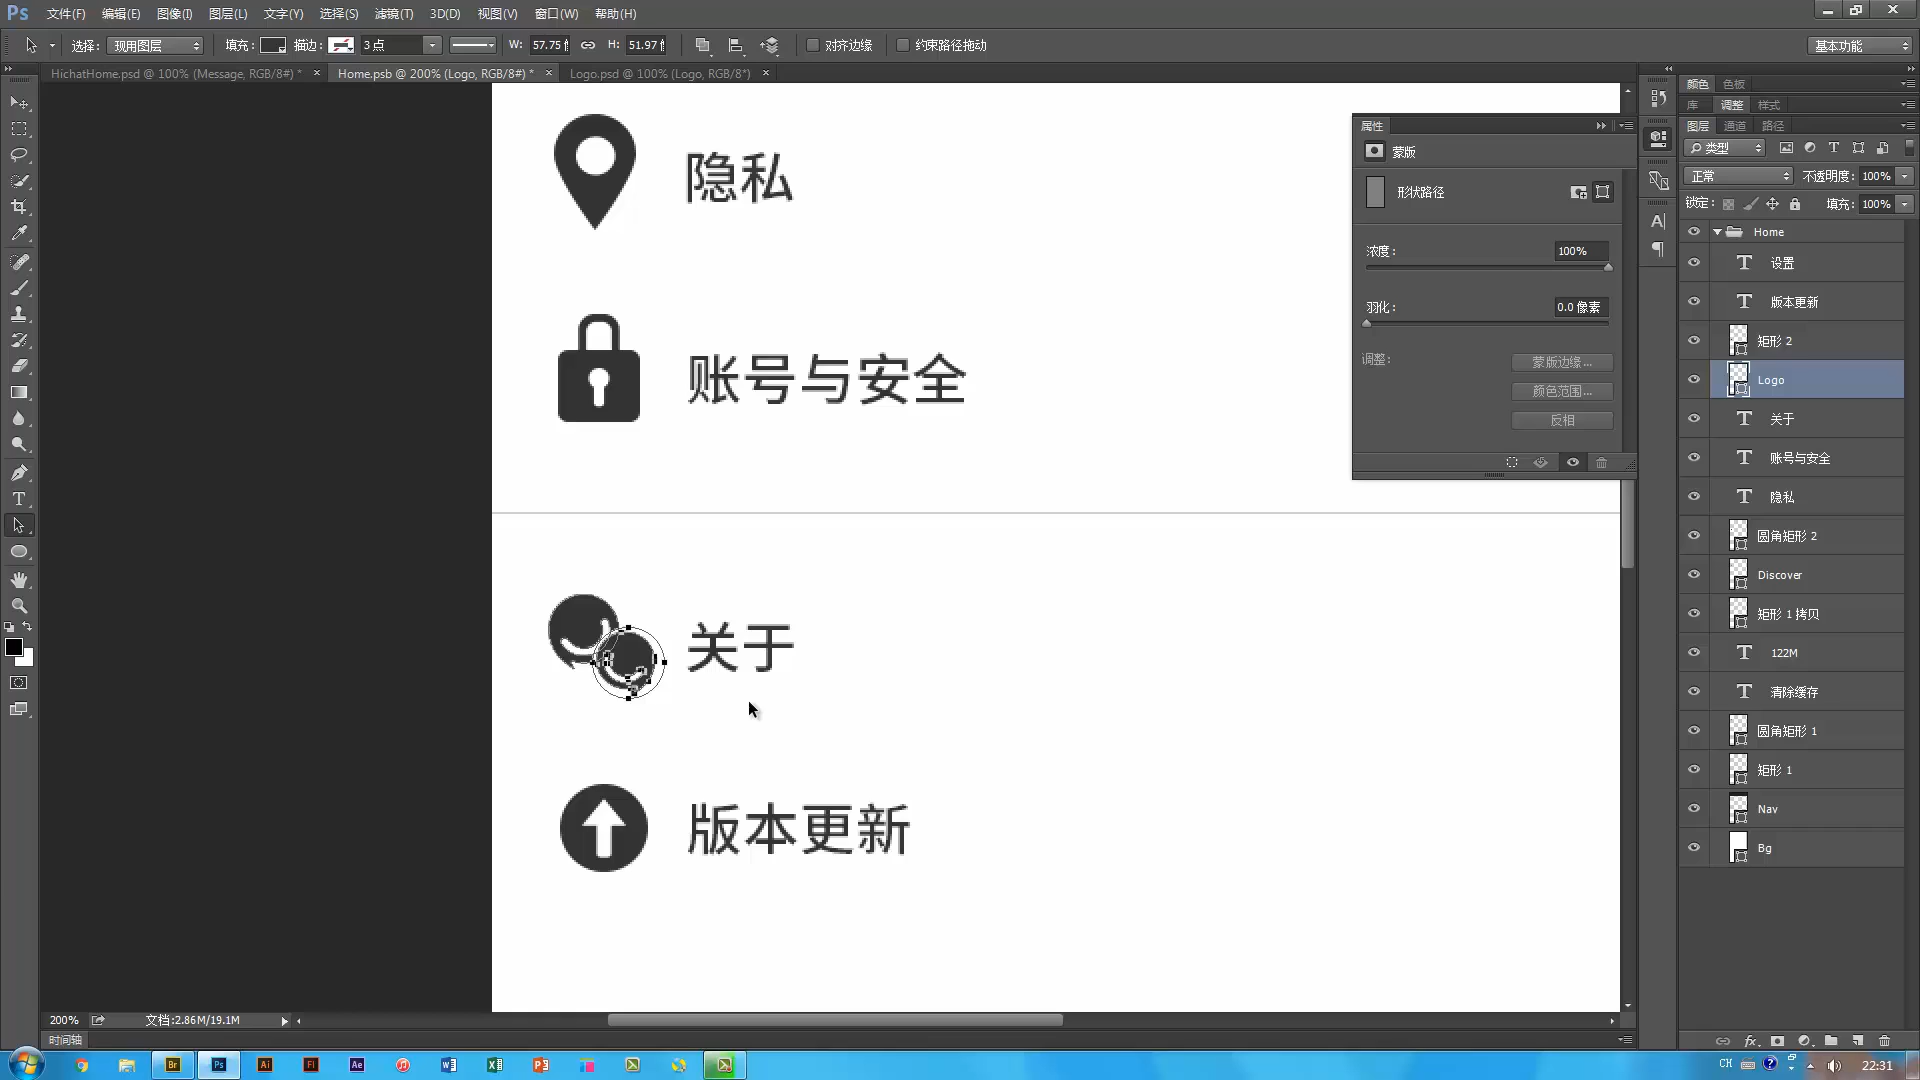 Ps 文件(F) 编辑(E) 图像(I) 图层(L) 文字(Y) 选择(S) 滤镜(T) 3D(D) 视图(V) 窗口(W) 帮助(H)
选择: 现用图层 填充: 描边: 3 点 W: 57.75 H: 51.97 对齐边缘 约束路径拖动 基本功能
HichatHome.psd @ 100% (Message, RGB/8#) * × Home.psb @ 200% (Logo, RGB/8#) * × Logo.psd @ 100% (Logo, RGB/8*) ×
隐私
账号与安全
关于
版本更新
属性
蒙版
形状路径
浓度: 100%
羽化: 0.0 像素
调整: 蒙版边缘...
颜色范围...
反相
颜色 色板
库 调整 样式
图层 通道 路径
类型
正常 不透明度: 100%
锁定: 填充: 100%
Home
设置
版本更新
矩形 2
Logo
关于
账号与安全
隐私
圆角矩形 2
Discover
矩形 1 拷贝
122M
清除缓存
圆角矩形 1
矩形 1
Nav
Bg
200% 文档:2.86M/19.1M
时间轴
Br Ps Ai Fl Ae CH 22:31